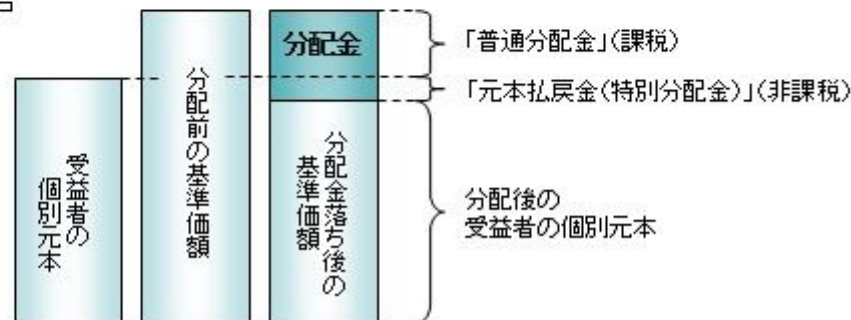 分配金
「普通分配金」(課税)
「元本払戻金(特別分配金)」(非課税)
受益者の
個別元本
分配前の基準価額
分配金落ち後の
基準価額
分配後の
受益者の個別元本